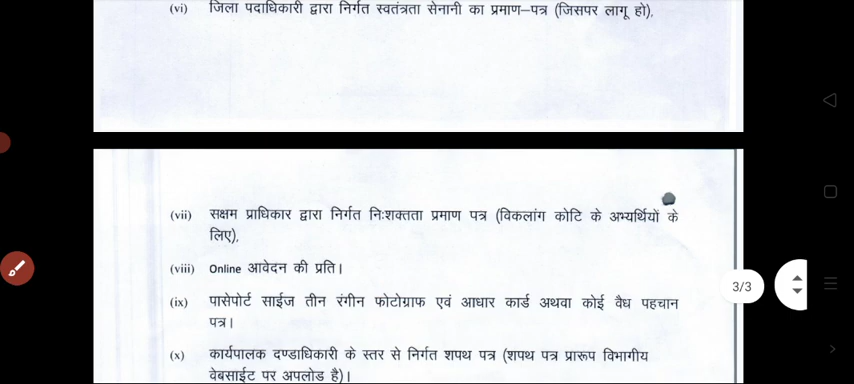 (vi) जिला पदाधिकारी द्वारा निर्गत स्वतंत्रता सेनानी का प्रमाण–पत्र (जिसपर लागू हो),
(vii) सक्षम प्राधिकार द्वारा निर्गत निःशक्तता प्रमाण पत्र (विकलांग कोटि के अभ्यर्थियों के
लिए),
(viii) Online आवेदन की प्रति।
3/3
(ix) पासेपोर्ट साईज तीन रंगीन फोटोग्राफ एवं आधार कार्ड अथवा कोई वैध पहचान
पत्र।
(x) कार्यपालक दण्डाधिकारी के स्तर से निर्गत शपथ पत्र (शपथ पत्र प्रारूप विभागीय
वेबसाईट पर अपलोड है)।